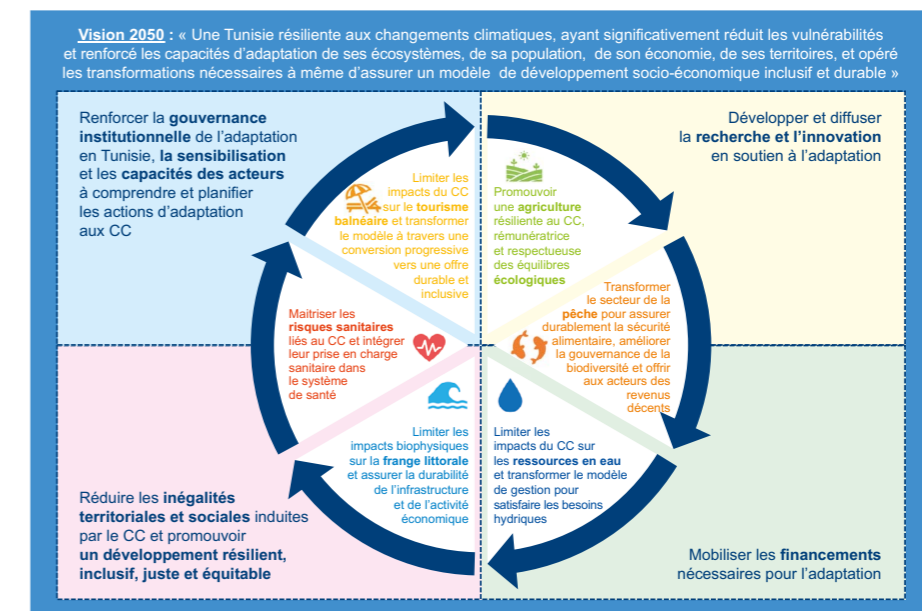 Vision 2050 : « Une Tunisie résiliente aux changements climatiques, ayant significativement réduit les vulnérabilités
et renforcé les capacités d’adaptation de ses écosystèmes, de sa population, de son économie, de ses territoires, et opéré
les transformations nécessaires à même d’assurer un modèle de développement socio-économique inclusif et durable »
Renforcer la gouvernance
institutionnelle de l’adaptation
en Tunisie, la sensibilisation
et les capacités des acteurs
à comprendre et planifier
les actions d’adaptation
aux CC
Développer et diffuser
la recherche et l’innovation
en soutien à l’adaptation
Limiter les
impacts du CC
sur le tourisme
balnéaire et transformer
le modèle à travers une
conversion progressive
vers une offre
durable et
inclusive
Promouvoir
une agriculture
résiliente au CC,
rémunératrice
et respectueuse
des équilibres
écologiques
Transformer
le secteur de la
pêche pour assurer
durablement la sécurité
alimentaire, améliorer
la gouvernance de la
biodiversité et offrir
aux acteurs des
revenus
décents
Maitriser les
risques sanitaires
liés au CC et intégrer
leur prise en charge
sanitaire dans
le système
de santé
Limiter les
impacts biophysiques
sur la frange littorale
et assurer la durabilité
de l’infrastructure
et de l’activité
économique
Limiter les
impacts du CC sur
les ressources en eau
et transformer le modèle
de gestion pour
satisfaire les besoins
hydriques
Réduire les inégalités
territoriales et sociales induites
par le CC et promouvoir
un développement résilient,
inclusif, juste et équitable
Mobiliser les financements
nécessaires pour l’adaptation